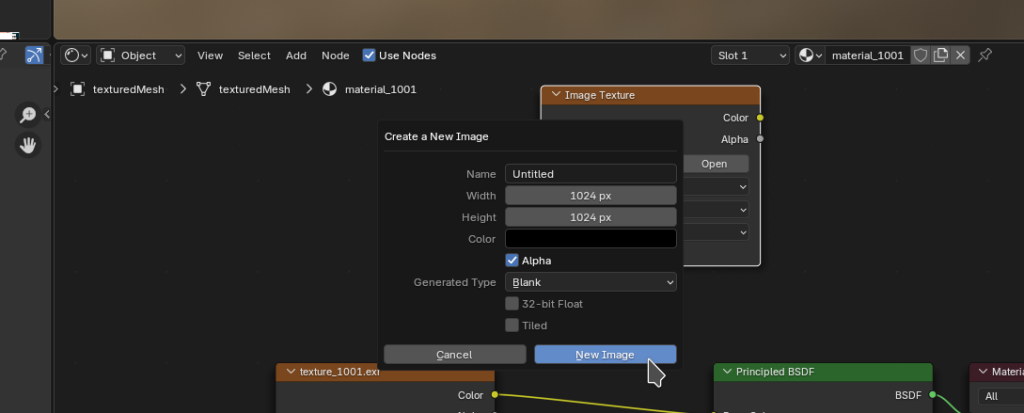 Object View Select Add Node Use Nodes Slot 1 material_1001
texturedMesh texturedMesh material_1001
Image Texture
Color
Alpha
Open
Create a New Image
Name Untitled
Width 1024 px
Height 1024 px
Color
Alpha
Generated Type Blank
32-bit Float
Tiled
Cancel New Image
texture_1001.exr Principled BSDF
Color BSDF All